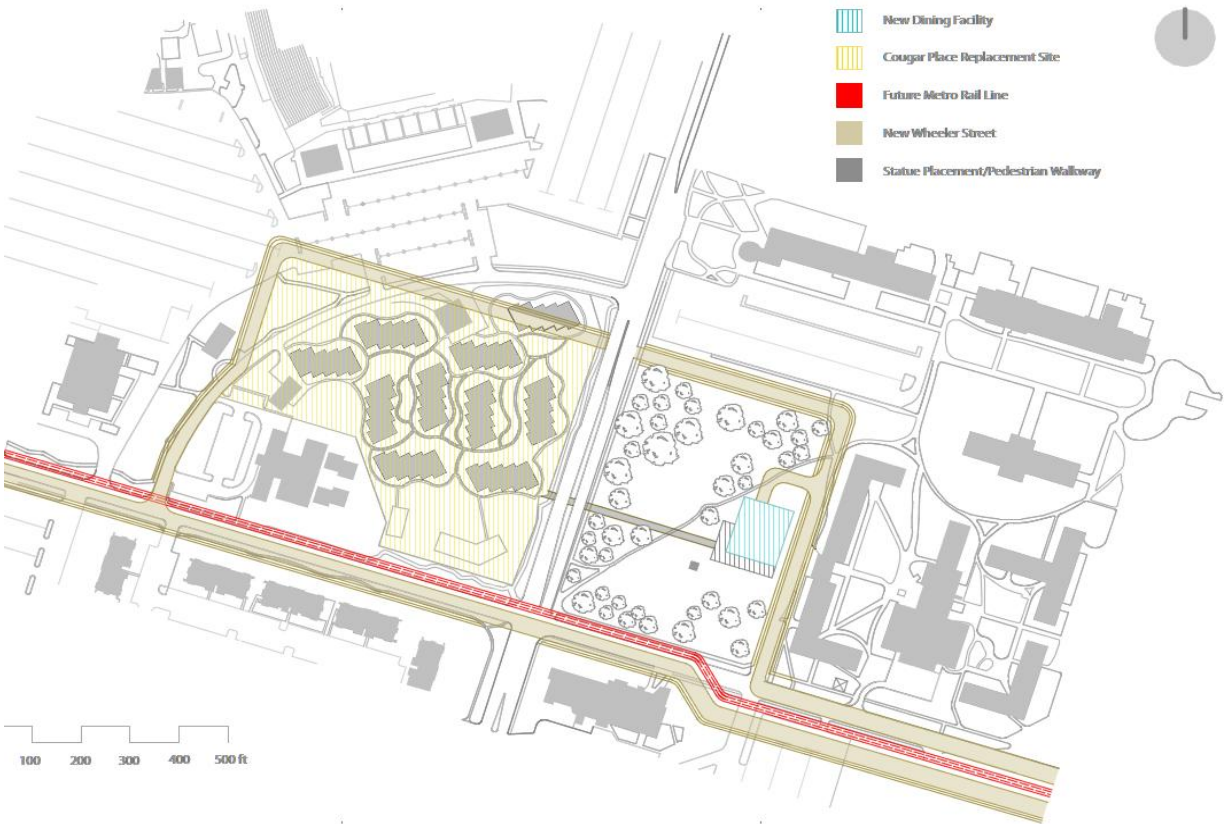 New Dining Facility
Cougar Place Replacement Site
Future Metro Rail Line
New Wheeler Street
Statue Placement/Pedestrian Walkway
100 200 300 400 500 ft